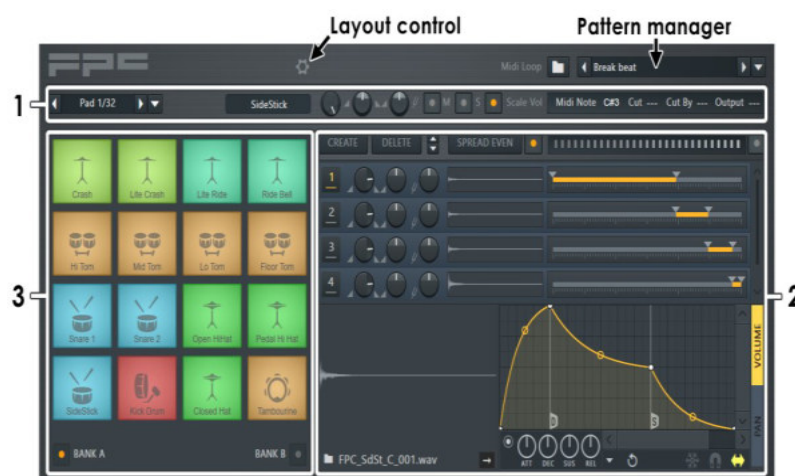 Layout control
Pattern manager
FPC
Midi Loop
Break beat
1
Pad 1/32
SideStick
M
S
Scale Vol
Midi Note C#3 Cut --- Cut By --- Output ---
CREATE DELETE SPREAD EVEN
1
2
3
4
Crash Lite Crash Lite Ride Ride Bell
Hi Tom Mid Tom Lo Tom Floor Tom
3
2
Snare 1 Snare 2 Open HiHat Pedal Hi Hat
SideStick Kick Drum Closed Hat Tambourine
BANK A BANK B
VOLUME
PAN
D
S
ATT DEC SUS REL
FPC_SdSt_C_001.wav